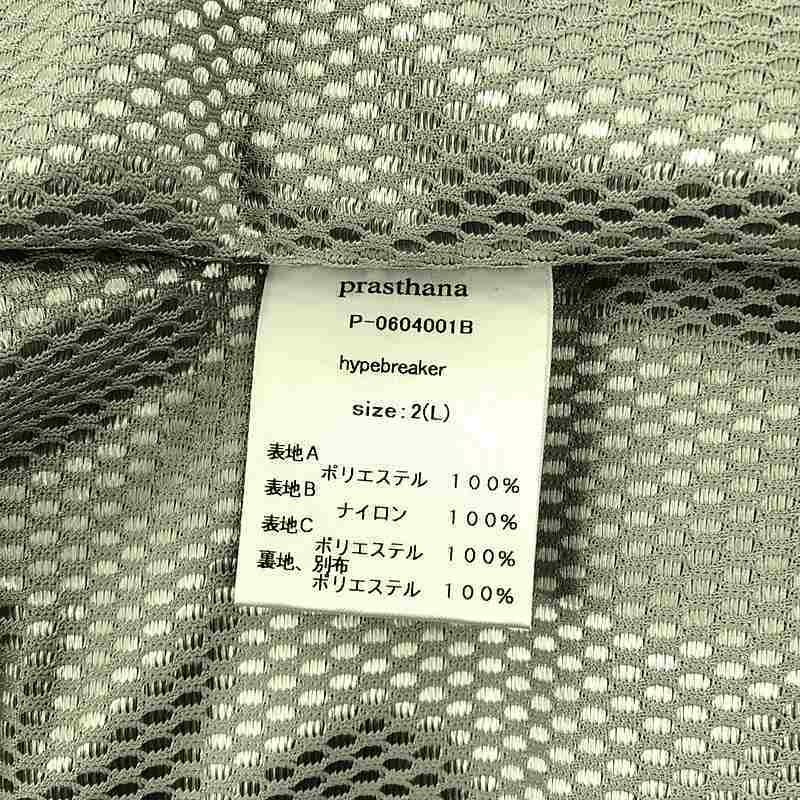 prasthana
P-0604001B
hypebreaker
size:2(L)
表地A
ポリエステル 100%
表地B
ナイロン 100%
表地C
ポリエステル 100%
裏地、別布
ポリエステル 100%